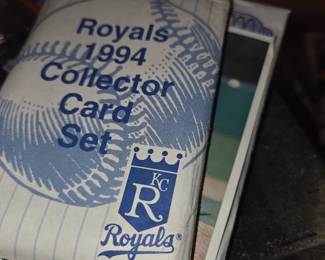 Royals
1994
Collector
Card
Set
KC
R
Royals